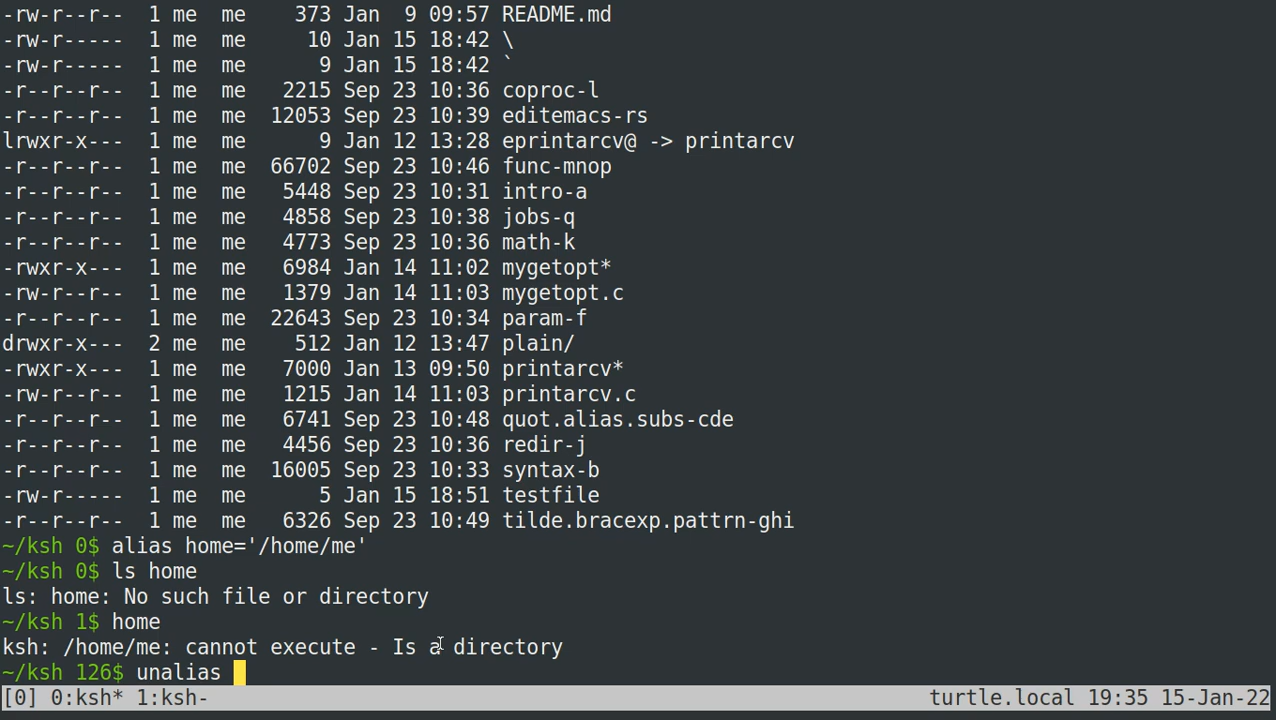 -rw-r--r--  1 me  me    373 Jan  9 09:57 README.md
-rw-r-----  1 me  me     10 Jan 15 18:42 \
-rw-r-----  1 me  me      9 Jan 15 18:42 `
-r--r--r--  1 me  me   2215 Sep 23 10:36 coproc-l
-r--r--r--  1 me  me  12053 Sep 23 10:39 editemacs-rs
lrwxr-x---  1 me  me      9 Jan 12 13:28 eprintarcv@ -> printarcv
-r--r--r--  1 me  me  66702 Sep 23 10:46 func-mnop
-r--r--r--  1 me  me   5448 Sep 23 10:31 intro-a
-r--r--r--  1 me  me   4858 Sep 23 10:38 jobs-q
-r--r--r--  1 me  me   4773 Sep 23 10:36 math-k
-rwxr-x---  1 me  me   6984 Jan 14 11:02 mygetopt*
-rw-r--r--  1 me  me   1379 Jan 14 11:03 mygetopt.c
-r--r--r--  1 me  me  22643 Sep 23 10:34 param-f
drwxr-x---  2 me  me    512 Jan 12 13:47 plain/
-rwxr-x---  1 me  me   7000 Jan 13 09:50 printarcv*
-rw-r--r--  1 me  me   1215 Jan 14 11:03 printarcv.c
-r--r--r--  1 me  me   6741 Sep 23 10:48 quot.alias.subs-cde
-r--r--r--  1 me  me   4456 Sep 23 10:36 redir-j
-r--r--r--  1 me  me  16005 Sep 23 10:33 syntax-b
-rw-r-----  1 me  me      5 Jan 15 18:51 testfile
-r--r--r--  1 me  me   6326 Sep 23 10:49 tilde.bracexp.pattrn-ghi
~/ksh 0$ alias home='/home/me'
~/ksh 0$ ls home
ls: home: No such file or directory
~/ksh 1$ home
ksh: /home/me: cannot execute - Is a directory
~/ksh 126$ unalias
[0] 0:ksh* 1:ksh- turtle.local 19:35 15-Jan-22